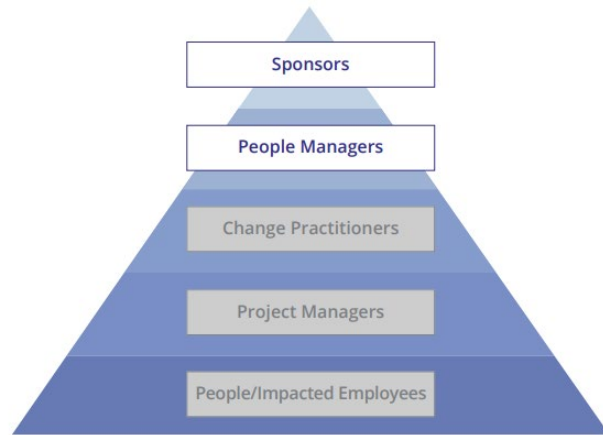 Sponsors
People Managers
Change Practitioners
Project Managers
People/Impacted Employees